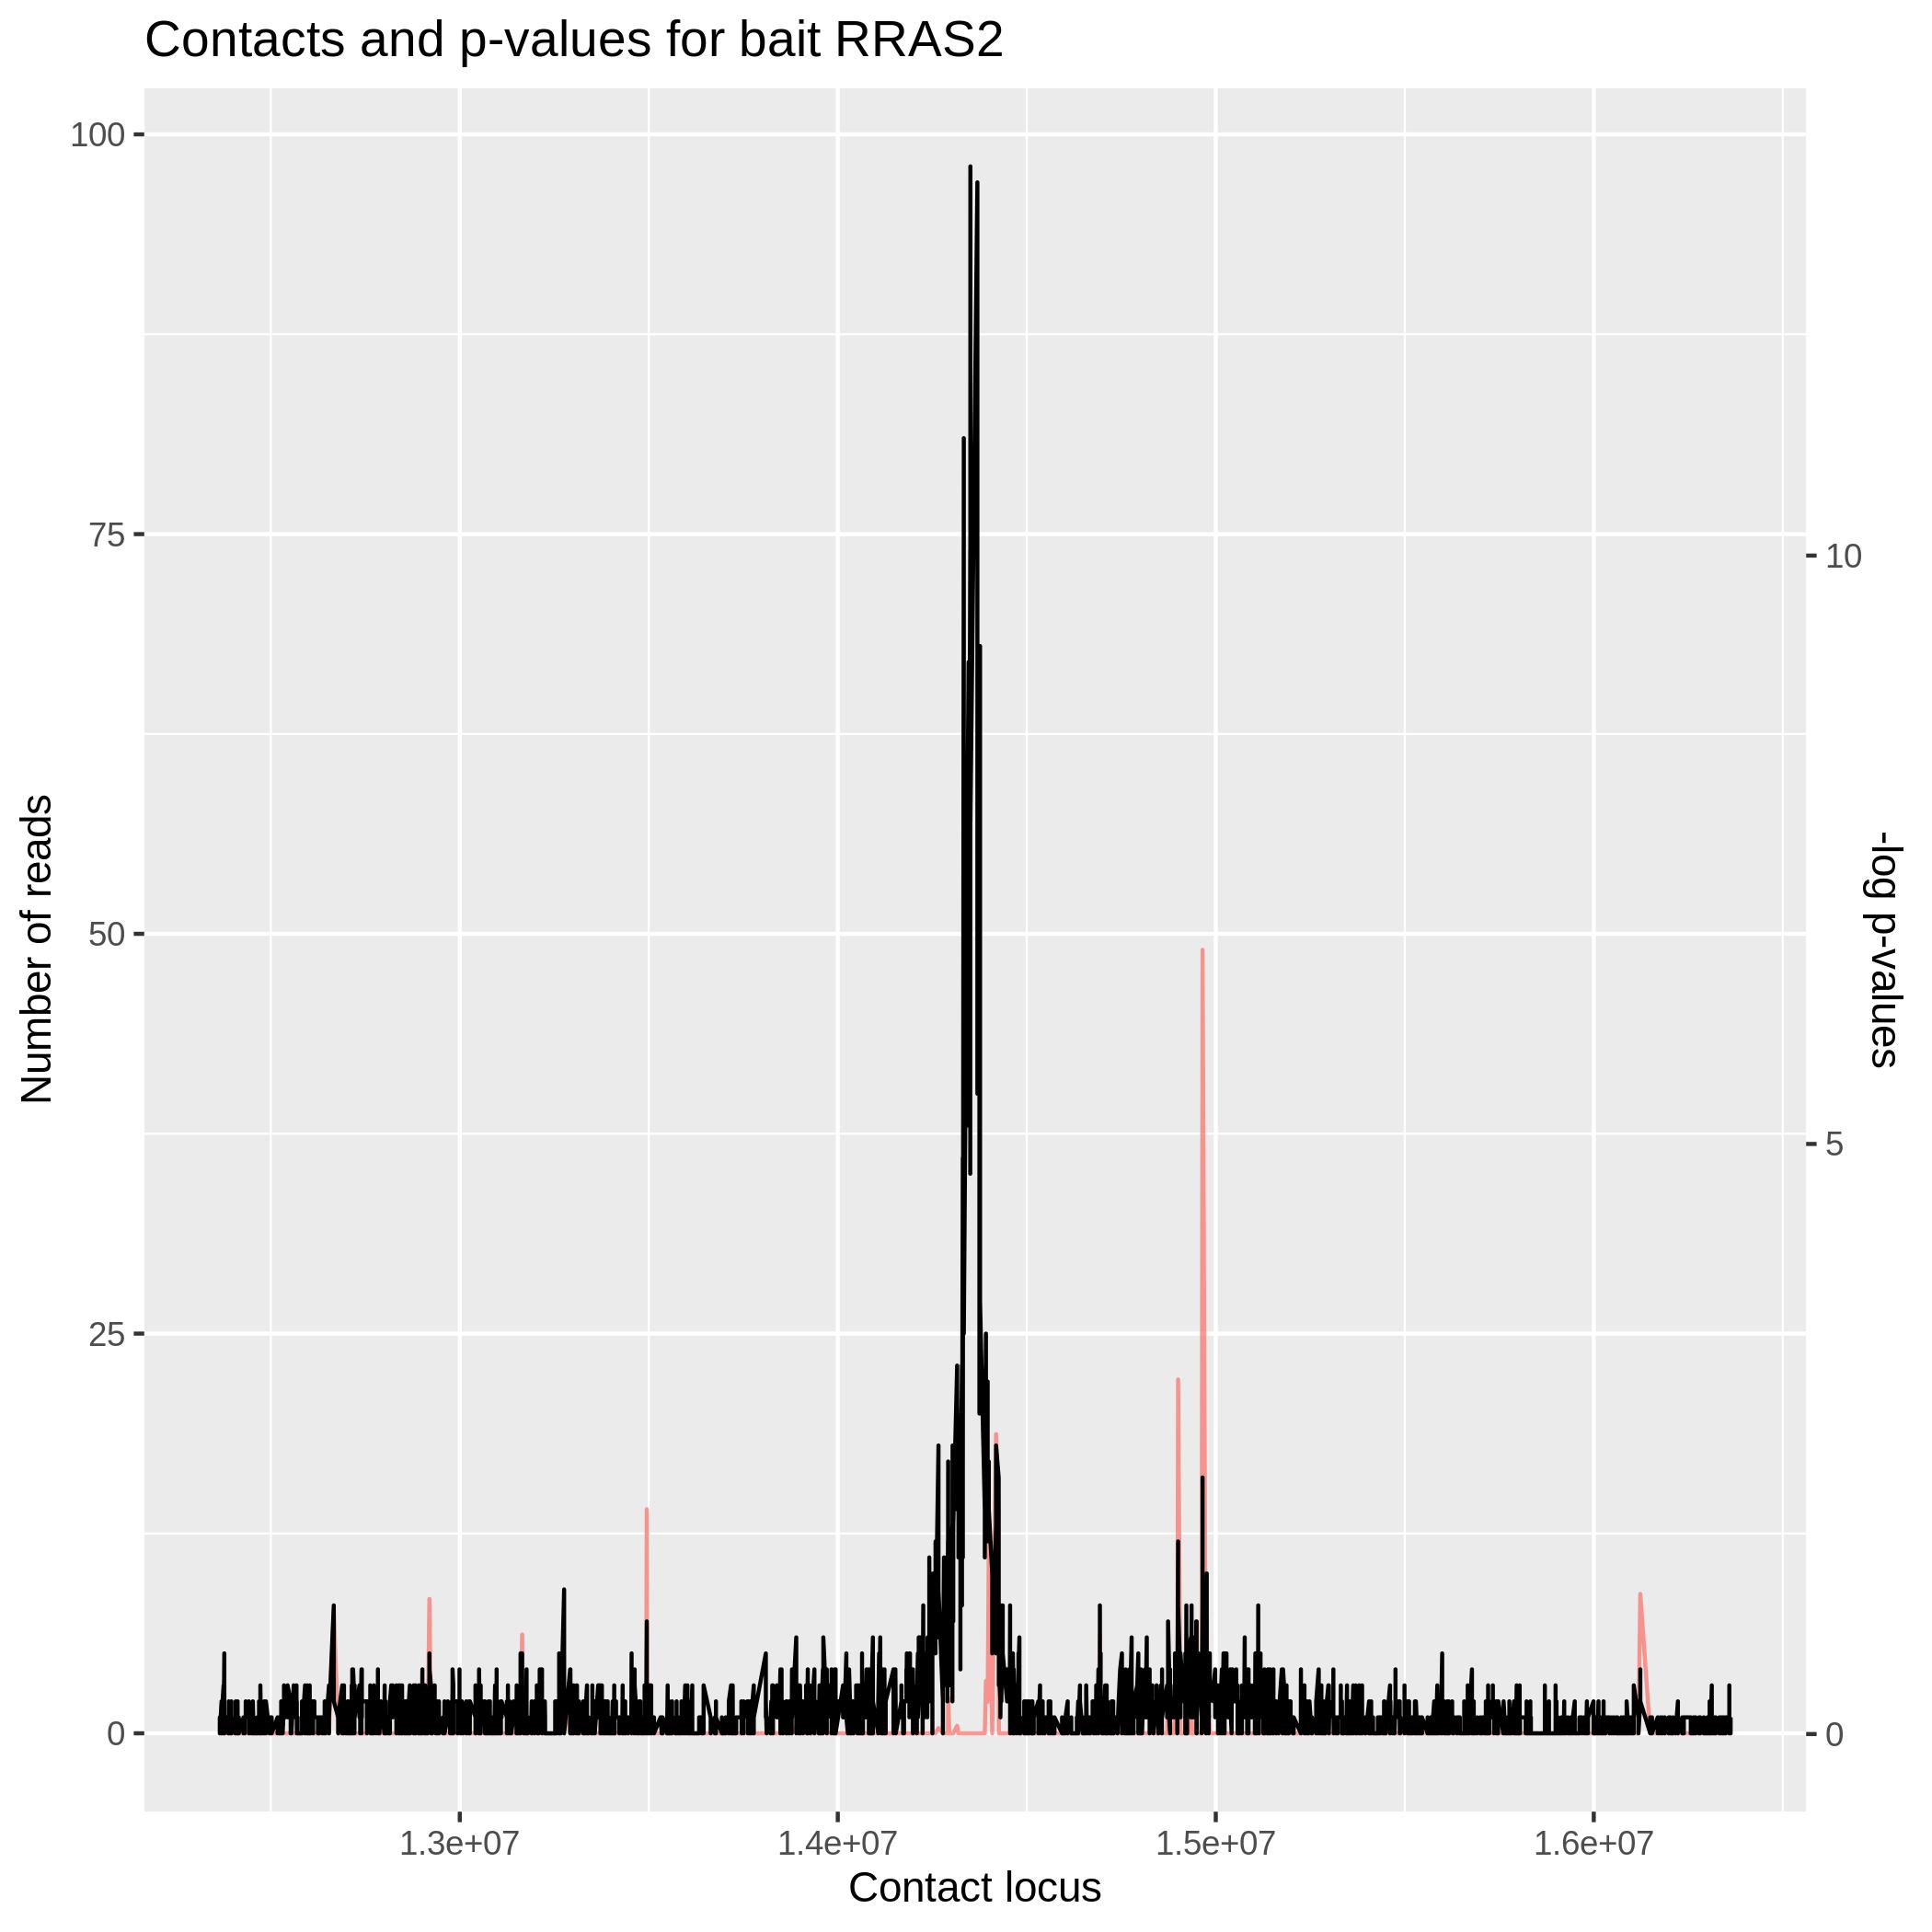 Contacts and p-values for bait RRAS2
100
75
50
25
0
Number of reads
10
5
0
-log p-values
1.3e+07
1.4e+07
1.5e+07
1.6e+07
Contact locus